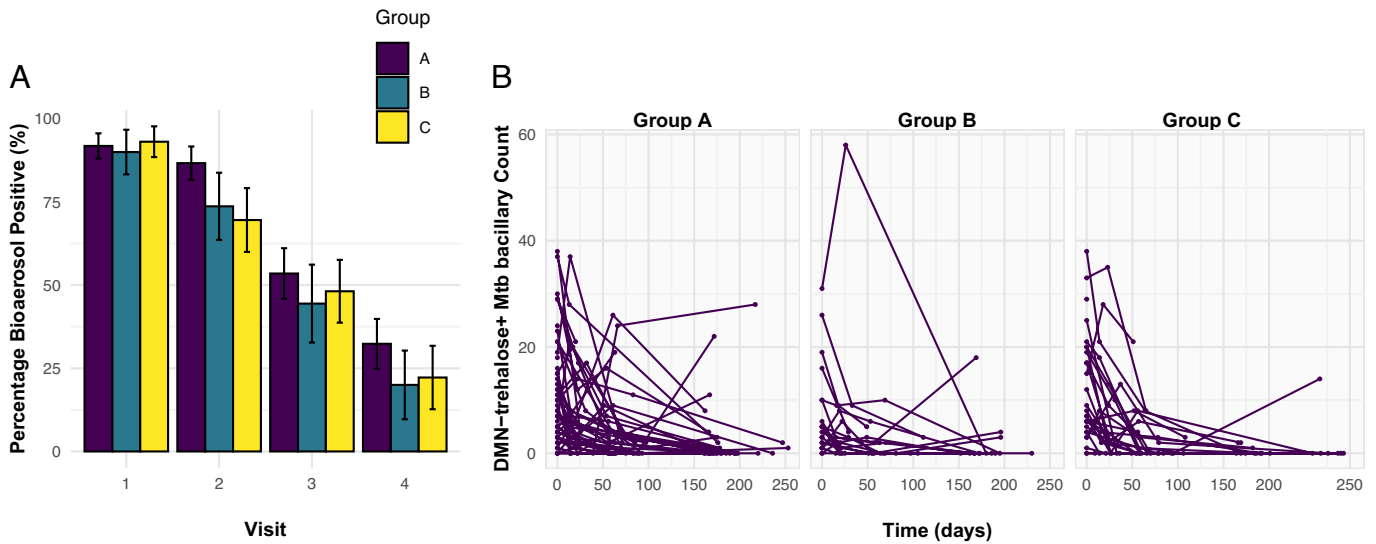 Group
A
B
C
A
Percentage Bioaerosol Positive (%)
100
75
50
25
0
1 2 3 4
Visit
B
DMN−trehalose+ Mtb bacillary Count
Group A Group B Group C
60
40
20
0
0 50 100 150 200 250 0 50 100 150 200 250 0 50 100 150 200 250
Time (days)